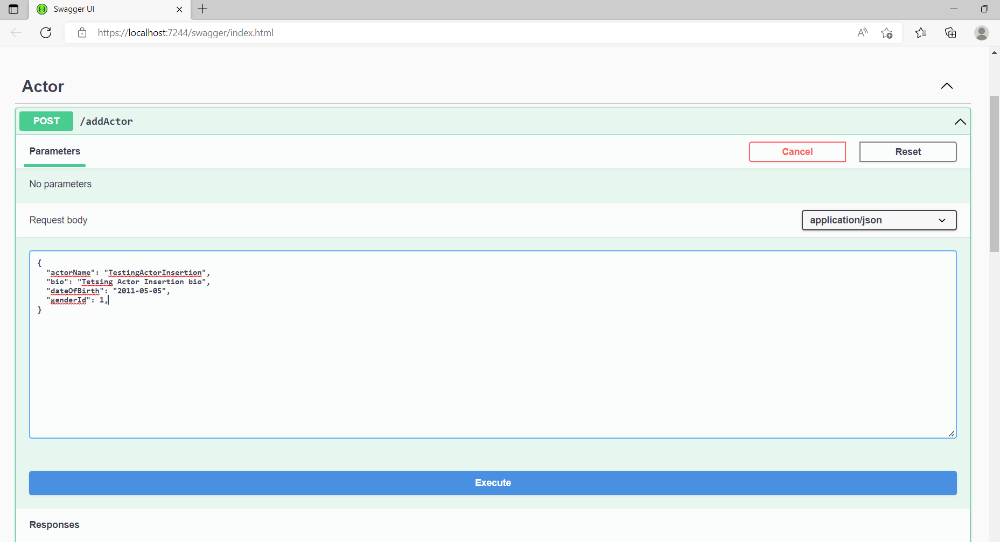 Swagger UI
https://localhost:7244/swagger/index.html
Actor
POST /addActor
Parameters
Cancel
Reset
No parameters
Request body
application/json
{
"actorName": "TestingActorInsertion",
"bio": "Tetsing Actor Insertion bio",
"dateOfBirth": "2011-05-05",
"genderId": 1,
}
Execute
Responses